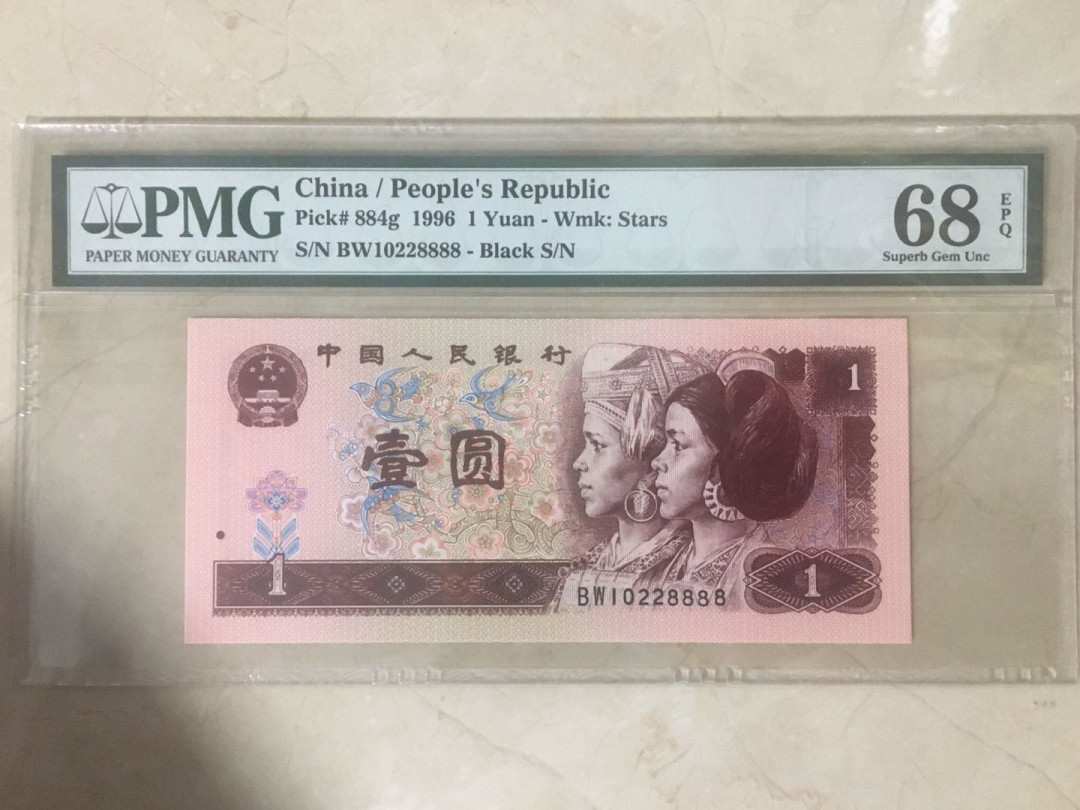 PMG
PAPER MONEY GUARANTY
China / People's Republic
Pick# 884g 1996 1 Yuan - Wmk: Stars
S/N BW10228888 - Black S/N
68
EPQ
Superb Gem Unc
中国人民银行
1
壹圆
1
BW10228888
1